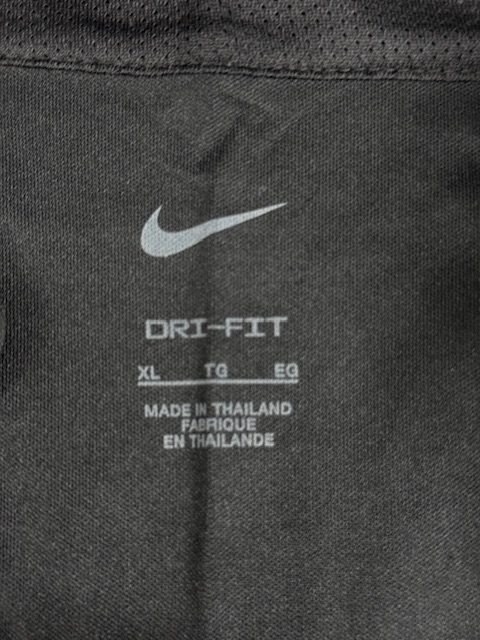 DRI-FIT
XL TG EG
MADE IN THAILAND
FABRIQUE
EN THAILANDE